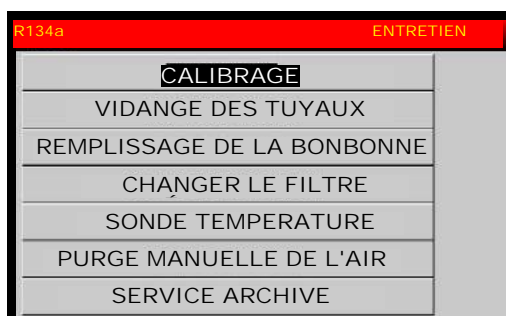 R134a ENTRETIEN
CALIBRAGE
VIDANGE DES TUYAUX
REMPLISSAGE DE LA BONBONNE
CHANGER LE FILTRE
SONDE TEMPERATURE
PURGE MANUELLE DE L'AIR
SERVICE ARCHIVE